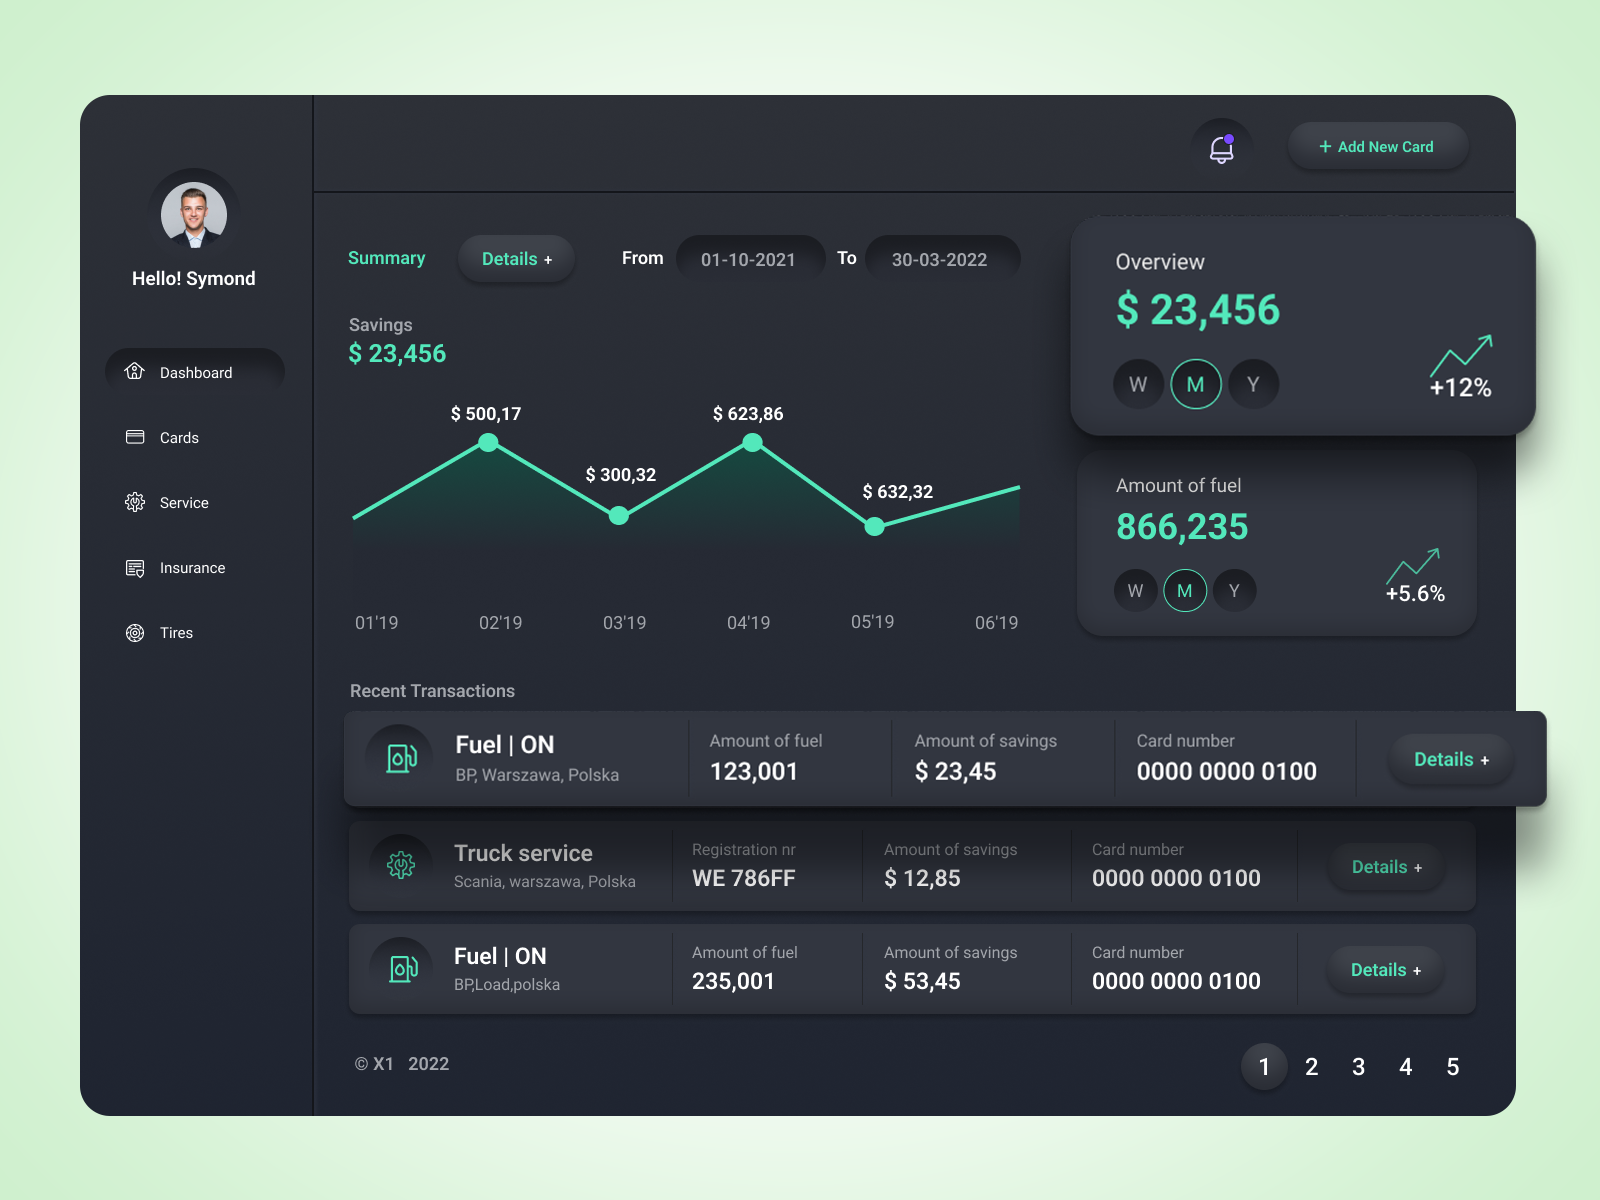 + Add New Card
Hello! Symond
Dashboard
Cards
Service
Insurance
Tires
Summary
Details +
From
01-10-2021
To
30-03-2022
Savings
$ 23,456
$ 500,17
$ 300,32
$ 623,86
$ 632,32
01'19
02'19
03'19
04'19
05'19
06'19
Overview
$ 23,456
W
M
Y
+12%
Amount of fuel
866,235
W
M
Y
+5.6%
Recent Transactions
Fuel | ON
BP, Warszawa, Polska
Amount of fuel
123,001
Amount of savings
$ 23,45
Card number
0000 0000 0100
Details +
Truck service
Scania, warszawa, Polska
Registration nr
WE 786FF
Amount of savings
$ 12,85
Card number
0000 0000 0100
Details +
Fuel | ON
BP,Load,polska
Amount of fuel
235,001
Amount of savings
$ 53,45
Card number
0000 0000 0100
Details +
© X1 2022
1 2 3 4 5